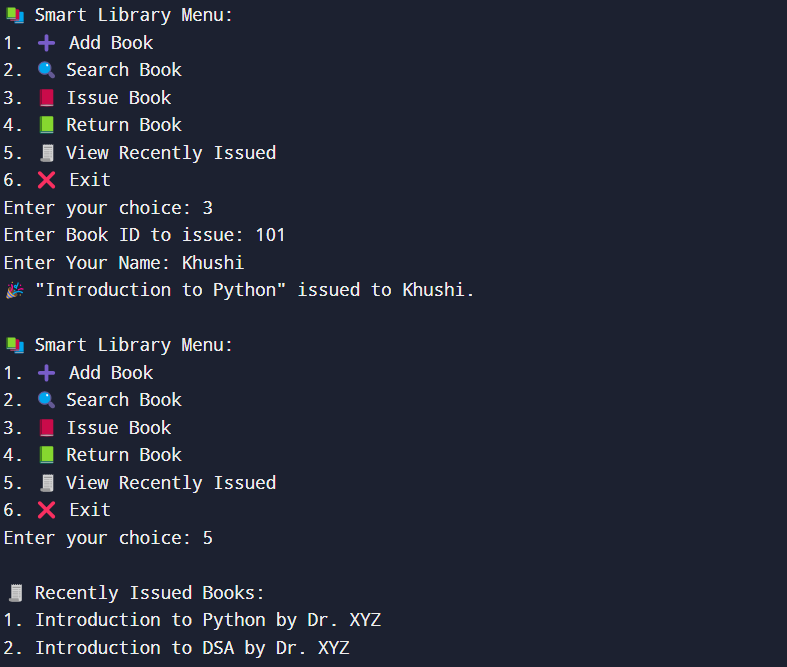 📚 Smart Library Menu:
1. ➕ Add Book
2. 🔍 Search Book
3. 📕 Issue Book
4. 📗 Return Book
5. 🧾 View Recently Issued
6. ❌ Exit
Enter your choice: 3
Enter Book ID to issue: 101
Enter Your Name: Khushi
🎉 "Introduction to Python" issued to Khushi.
📚 Smart Library Menu:
1. ➕ Add Book
2. 🔍 Search Book
3. 📕 Issue Book
4. 📗 Return Book
5. 🧾 View Recently Issued
6. ❌ Exit
Enter your choice: 5
🧾 Recently Issued Books:
1. Introduction to Python by Dr. XYZ
2. Introduction to DSA by Dr. XYZ